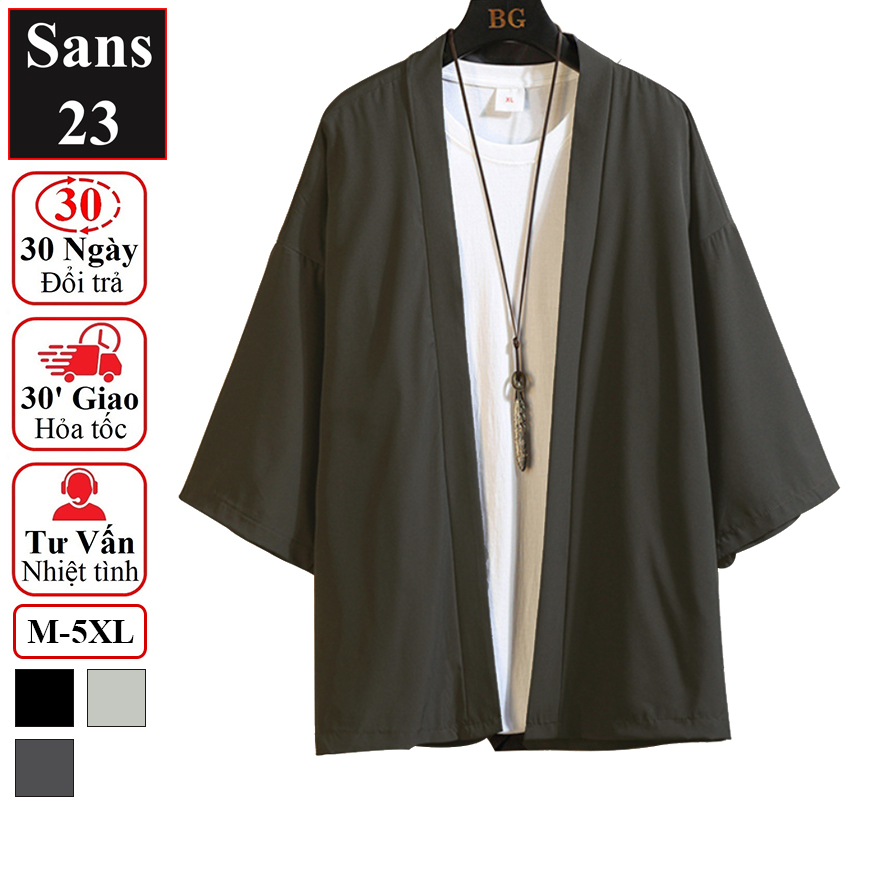 Sans
23
BG
XL
30
30 Ngày
Đổi trả
30' Giao
Hỏa tốc
Tư Vấn
Nhiệt tình
M-5XL